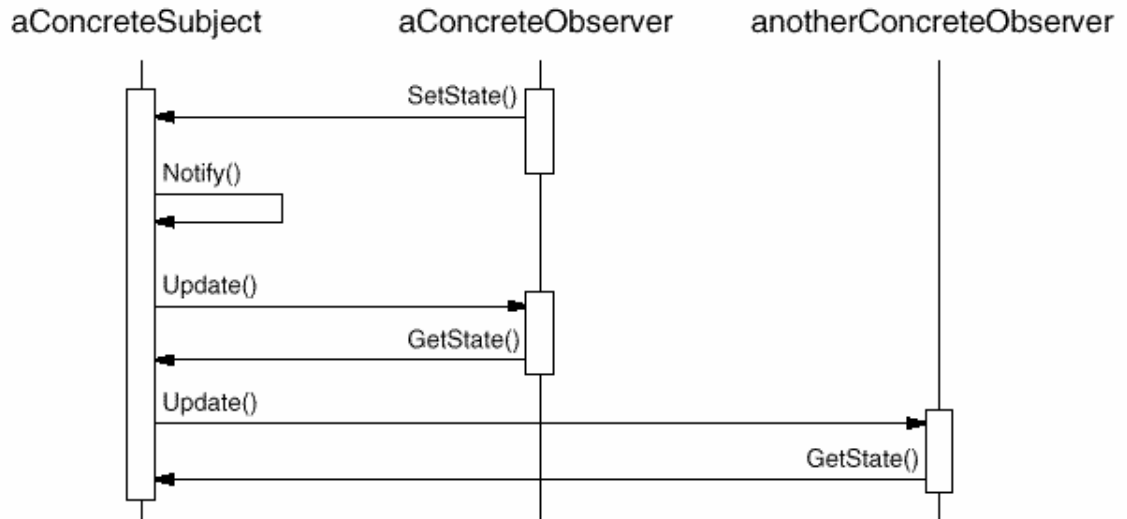 aConcreteSubject aConcreteObserver anotherConcreteObserver
SetState()
Notify()
Update()
GetState()
Update()
GetState()